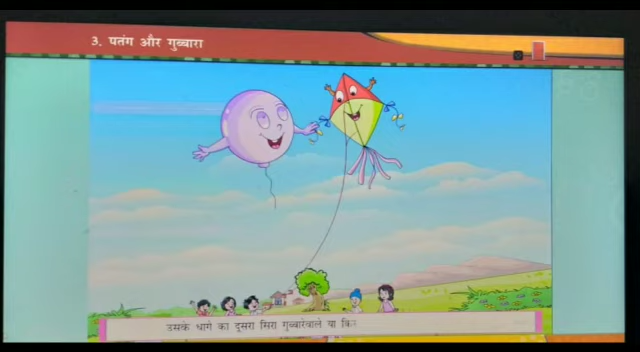 3. पतंग और गुब्बारा
उसके धागे का दूसरा सिरा गुब्बारेवाले या कि